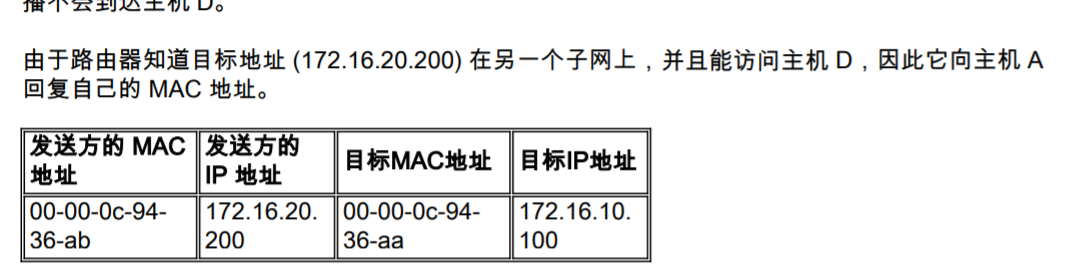 播不会到达主机 D。
由于路由器知道目标地址 (172.16.20.200) 在另一个子网上，并且能访问主机 D，因此它向主机 A
回复自己的 MAC 地址。
发送方的 MAC 地址 发送方的 IP 地址 目标MAC地址 目标IP地址
00-00-0c-94-36-ab 172.16.20.200 00-00-0c-94-36-aa 172.16.10.100